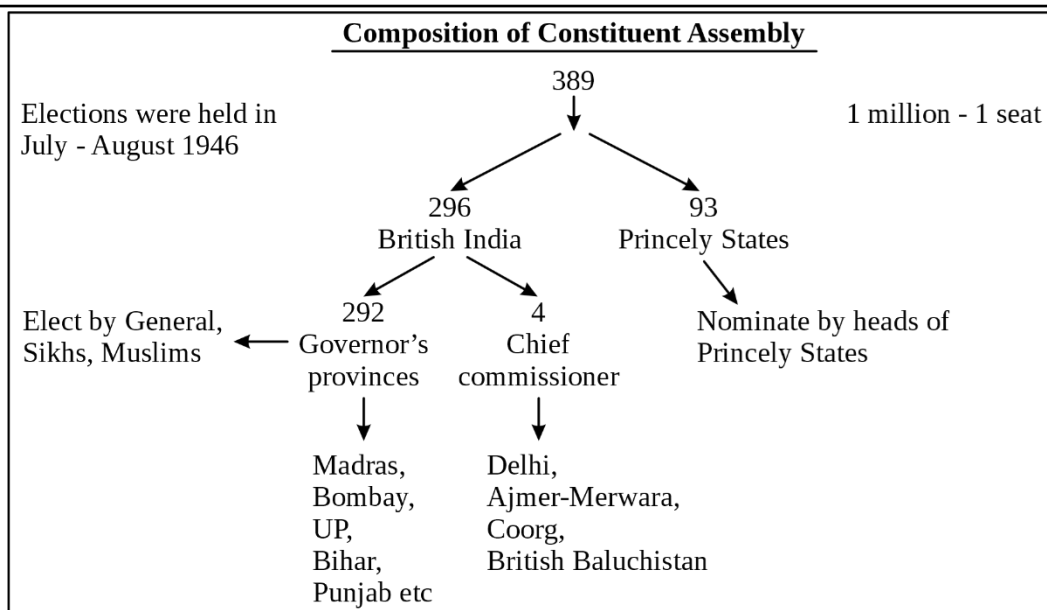 Composition of Constituent Assembly
389
Elections were held in
July - August 1946
1 million - 1 seat
296
British India
93
Princely States
Elect by General,
Sikhs, Muslims
292
Governor's
provinces
4
Chief
commissioner
Nominate by heads of
Princely States
Madras,
Bombay,
UP,
Bihar,
Punjab etc
Delhi,
Ajmer-Merwara,
Coorg,
British Baluchistan